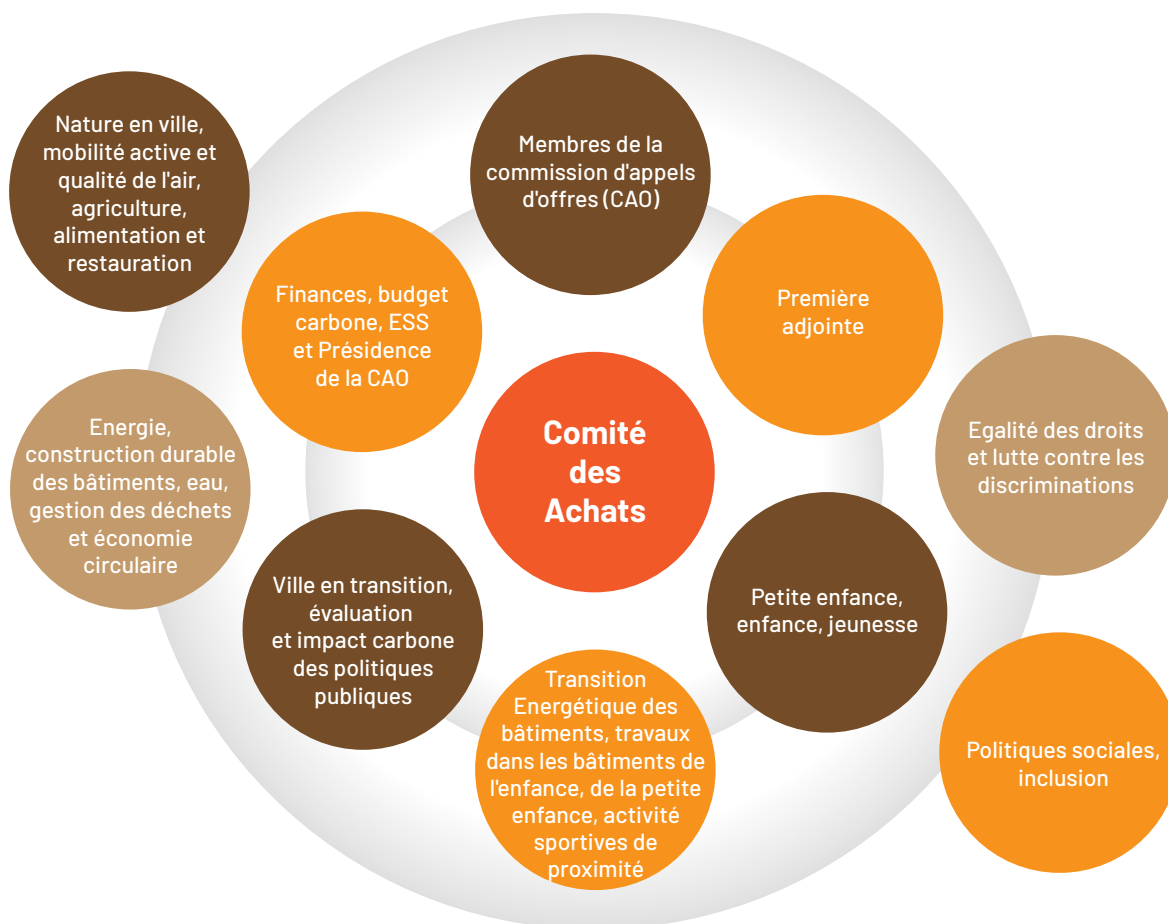 Nature en ville,
mobilité active et
qualité de l'air,
agriculture,
alimentation et
restauration
Membres de la
commission d'appels
d'offres (CAO)
Finances, budget
carbone, ESS
et Présidence
de la CAO
Première
adjointe
Comité
des
Achats
Energie,
construction durable
des bâtiments, eau,
gestion des déchets
et économie
circulaire
Egalité des droits
et lutte contre les
discriminations
Ville en transition,
évaluation
et impact carbone
des politiques
publiques
Petite enfance,
enfance, jeunesse
Transition
Energétique des
bâtiments, travaux
dans les bâtiments de
l'enfance, de la petite
enfance, activité
sportives de
proximité
Politiques sociales,
inclusion